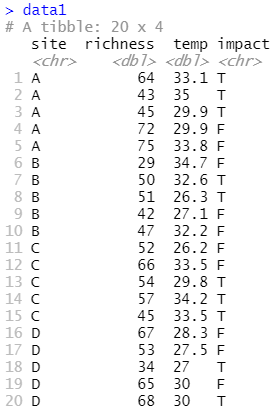 > data1
# A tibble: 20 x 4
site richness temp impact
<chr> <dbl> <dbl> <chr>
1 A 64 33.1 T
2 A 43 35 T
3 A 45 29.9 T
4 A 72 29.9 F
5 A 75 33.8 F
6 B 29 34.7 F
7 B 50 32.6 T
8 B 51 26.3 T
9 B 42 27.1 F
10 B 47 32.2 F
11 C 52 26.2 F
12 C 66 33.5 F
13 C 54 29.8 T
14 C 57 34.2 T
15 C 45 33.5 T
16 D 67 28.3 F
17 D 53 27.5 F
18 D 34 27 T
19 D 65 30 F
20 D 68 30 T